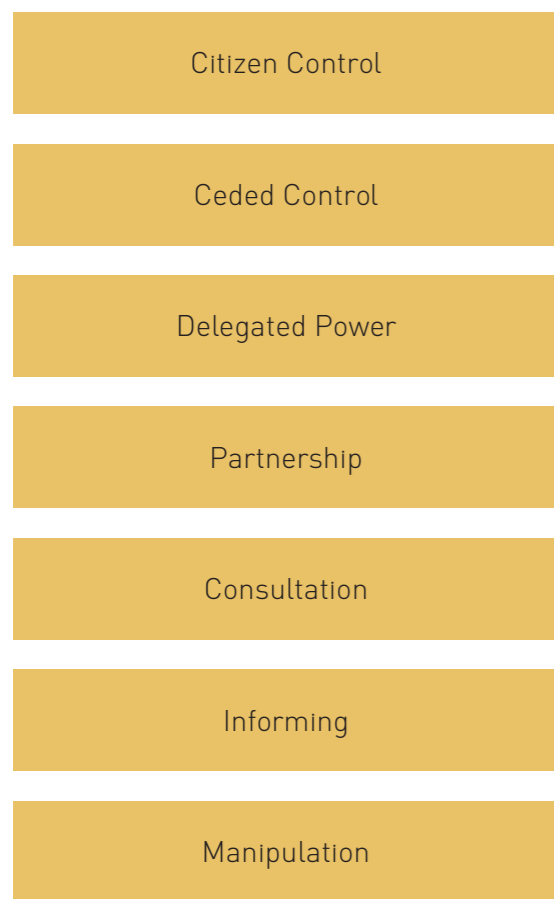 Citizen Control
Ceded Control
Delegated Power
Partnership
Consultation
Informing
Manipulation